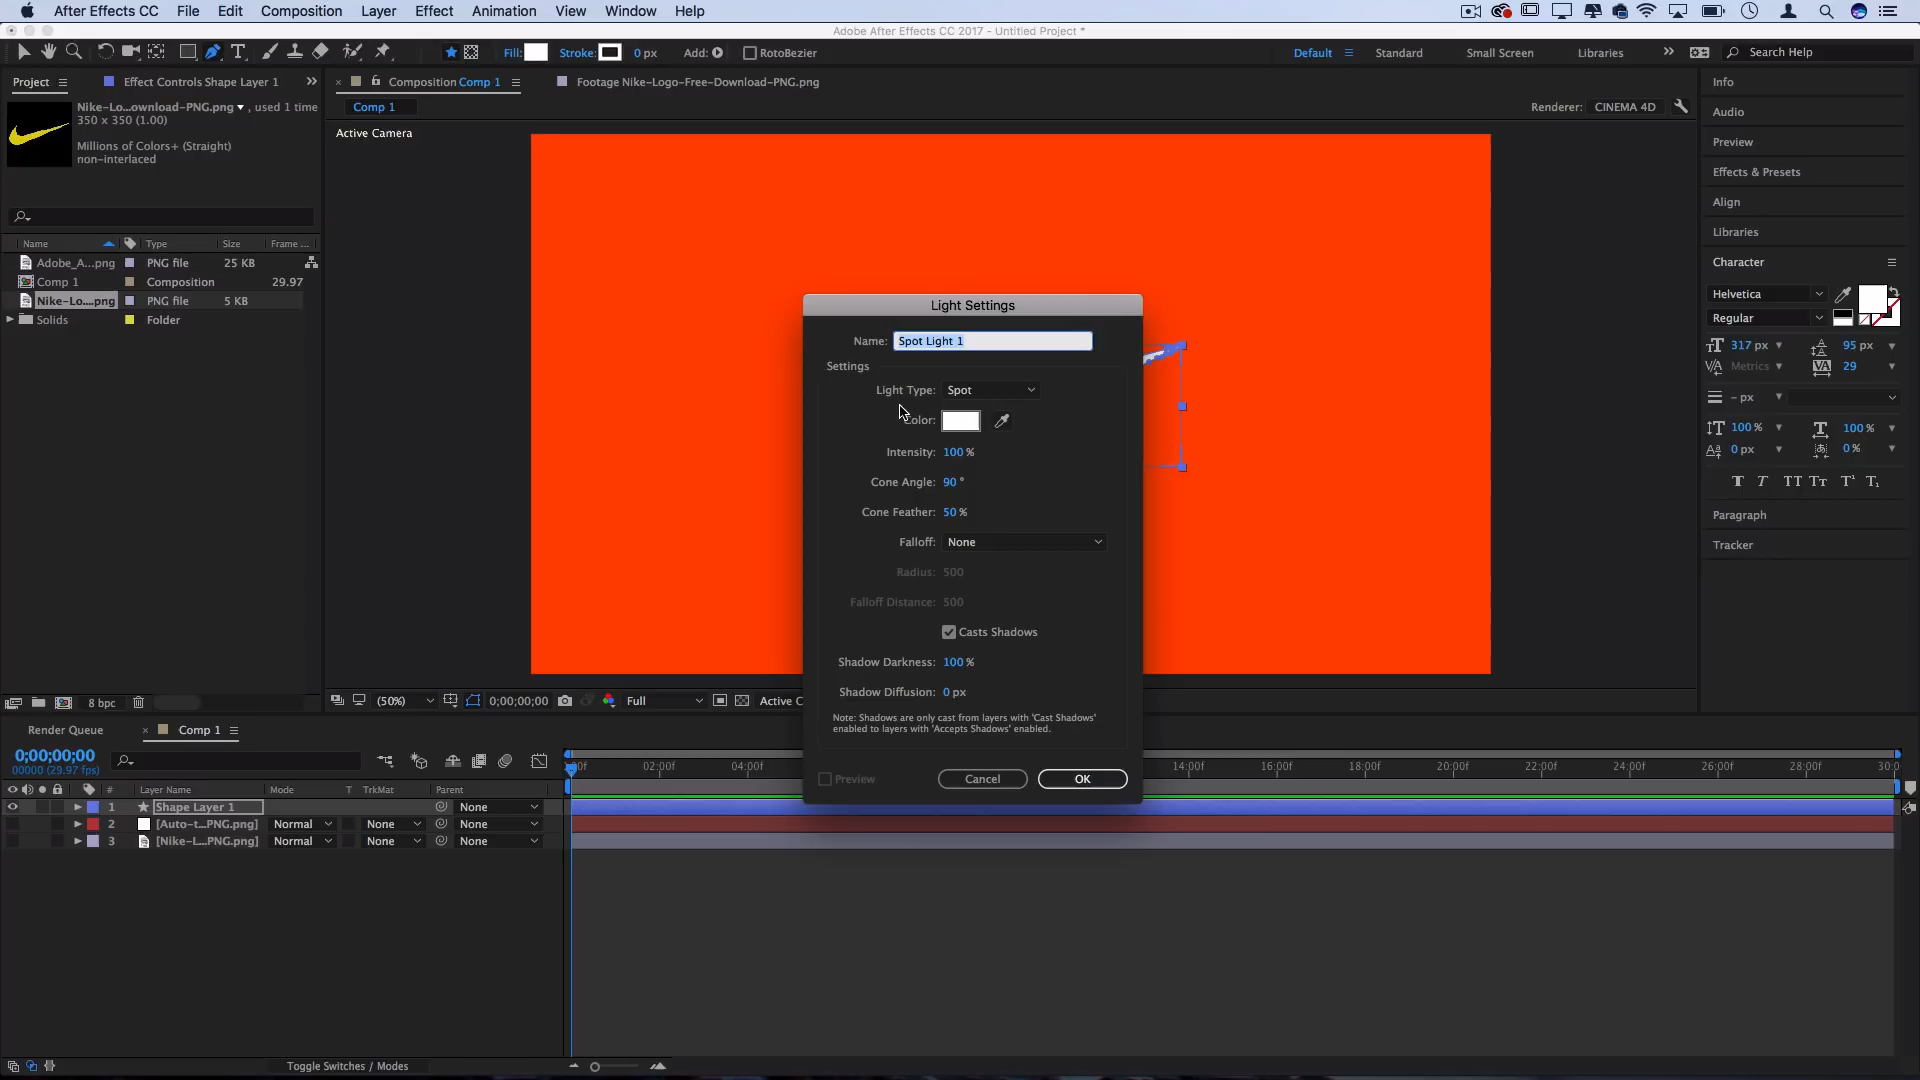 After Effects CC File Edit Composition Layer Effect Animation View Window Help
Adobe After Effects CC 2017 - Untitled Project *
Fill: Stroke: 0 px Add: RotoBezier Default Standard Small Screen Libraries Search Help
Project Effect Controls Shape Layer 1 Composition Comp 1 Footage Nike-Logo-Free-Download-PNG.png Info
Nike-Lo...ownload-PNG.png , used 1 time
350 x 350 (1.00)
Millions of Colors+ (Straight)
non-interlaced
Comp 1 Renderer: CINEMA 4D Audio
Active Camera
Preview
Effects & Presets
Align
Libraries
Character
Name Type Size Frame ...
Adobe_A...png PNG file 25 KB
Comp 1 Composition 29.97
Nike-Lo....png PNG file 5 KB
Solids Folder
Helvetica
Regular
317 px 95 px
Metrics 29
- px
100 % 100 %
0 px 0 %
T T TT Tt T¹ T₁
Paragraph
Tracker
Light Settings
Name: Spot Light 1
Settings
Light Type: Spot
Color:
Intensity: 100 %
Cone Angle: 90 °
Cone Feather: 50 %
Falloff: None
Radius: 500
Falloff Distance: 500
Casts Shadows
Shadow Darkness: 100 %
Shadow Diffusion: 0 px
Note: Shadows are only cast from layers with 'Cast Shadows'
enabled to layers with 'Accepts Shadows' enabled.
Preview Cancel OK
8 bpc (50%) 0;00;00;00 Full Active C
Render Queue Comp 1
0;00;00;00
00000 (29.97 fps)
02:00f 04:00f 14:00f 16:00f 18:00f 20:00f 22:00f 24:00f 26:00f 28:00f 30:0
# Layer Name Mode T TrkMat Parent
1 Shape Layer 1 None
2 [Auto-t...PNG.png] Normal None None
3 [Nike-L...PNG.png] Normal None None
Toggle Switches / Modes